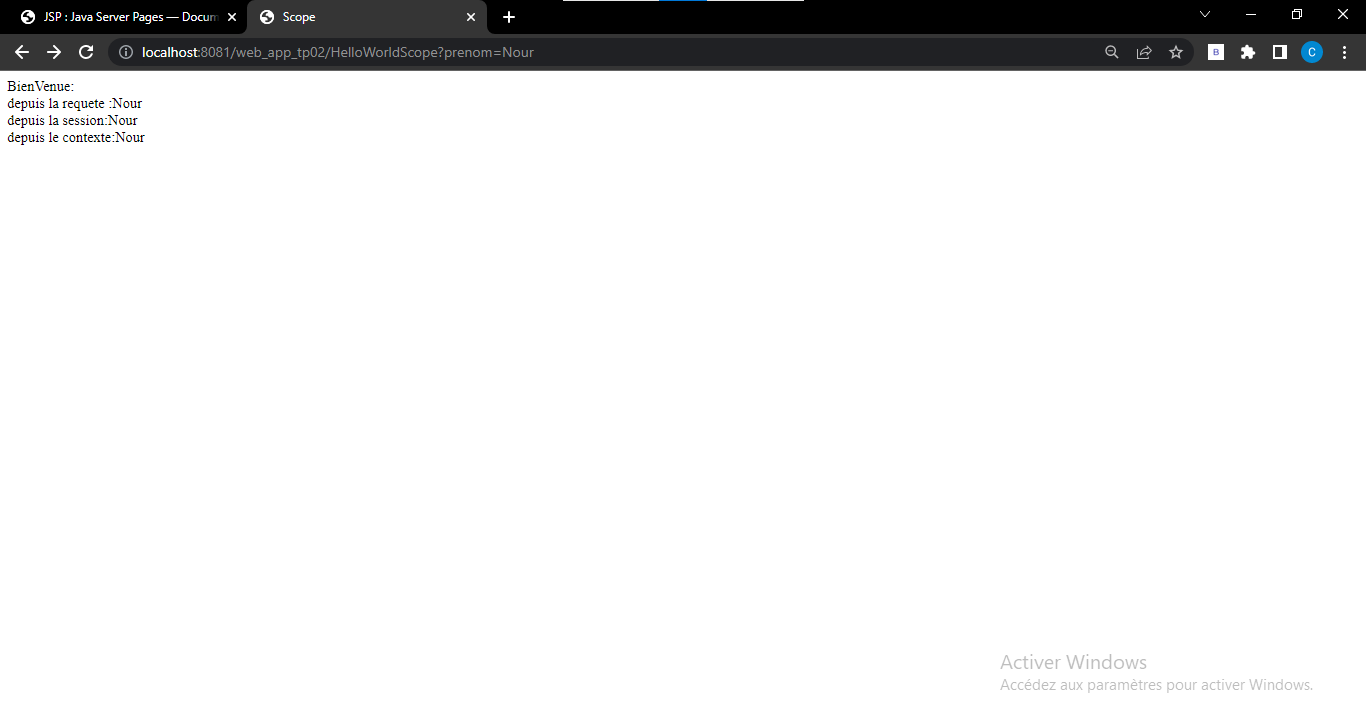 JSP : Java Server Pages — Docum
Scope
localhost:8081/web_app_tp02/HelloWorldScope?prenom=Nour
B
C
BienVenue:
depuis la requete :Nour
depuis la session:Nour
depuis le contexte:Nour
Activer Windows
Accédez aux paramètres pour activer Windows.